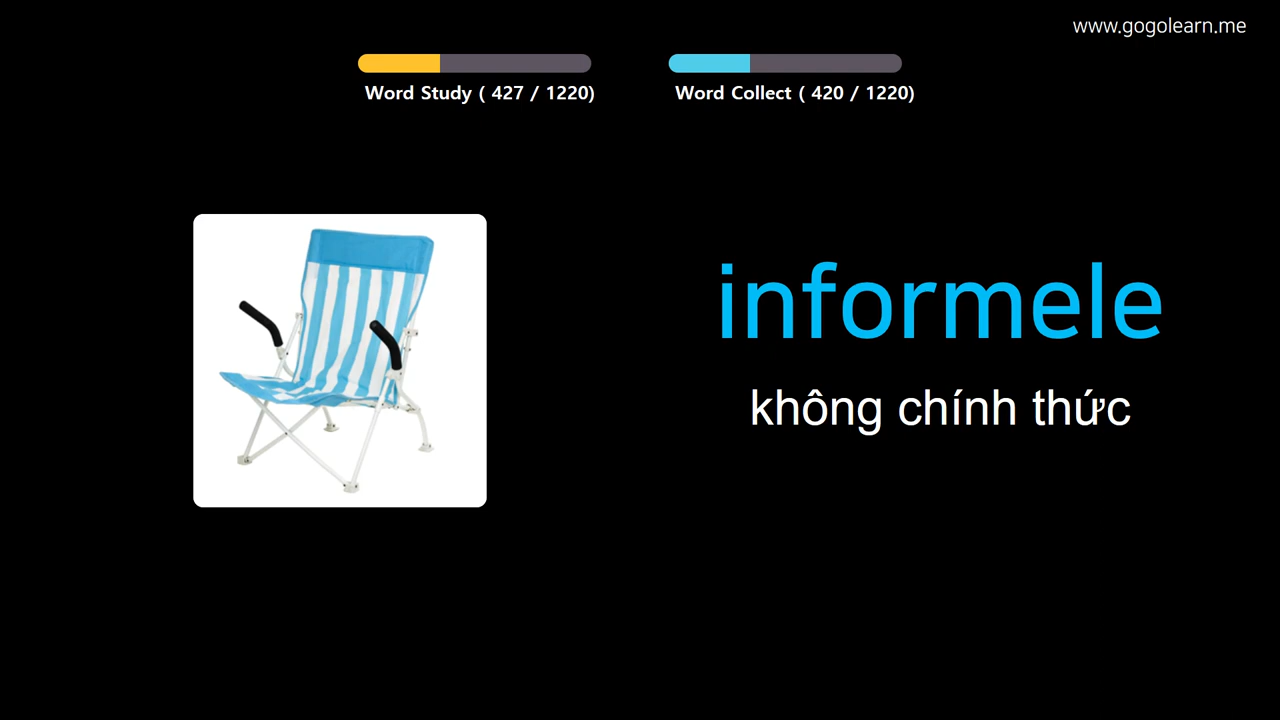 www.gogolearn.me
Word Study ( 427 / 1220)
Word Collect ( 420 / 1220)
informele
không chính thức